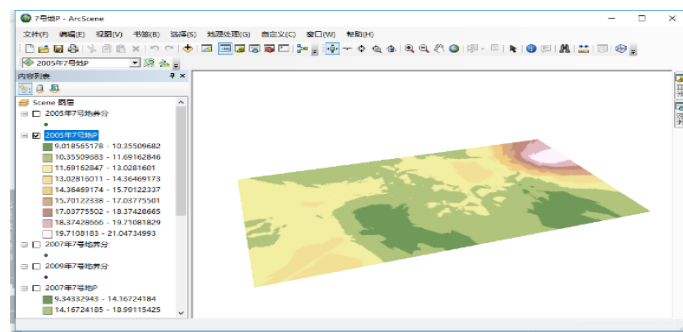 7号地P - ArcScene
文件(F) 编辑(E) 视图(V) 书签(B) 选择(S) 地理处理(G) 自定义(C) 窗口(W) 帮助(H)
2005年7号地P
内容列表
Scene 图层
2005年7号地养分
2005年7号地P
9.018565178 - 10.35509682
10.35509683 - 11.69162846
11.69162847 - 13.0281601
13.02816011 - 14.36469173
14.36469174 - 15.70122337
15.70122338 - 17.03775501
17.03775502 - 18.37428665
18.37428666 - 19.71081829
19.7108183 - 21.04734993
2007年7号地养分
2009年7号地养分
2007年7号地P
9.34332943 - 14.16724184
14.16724185 - 18.99115425